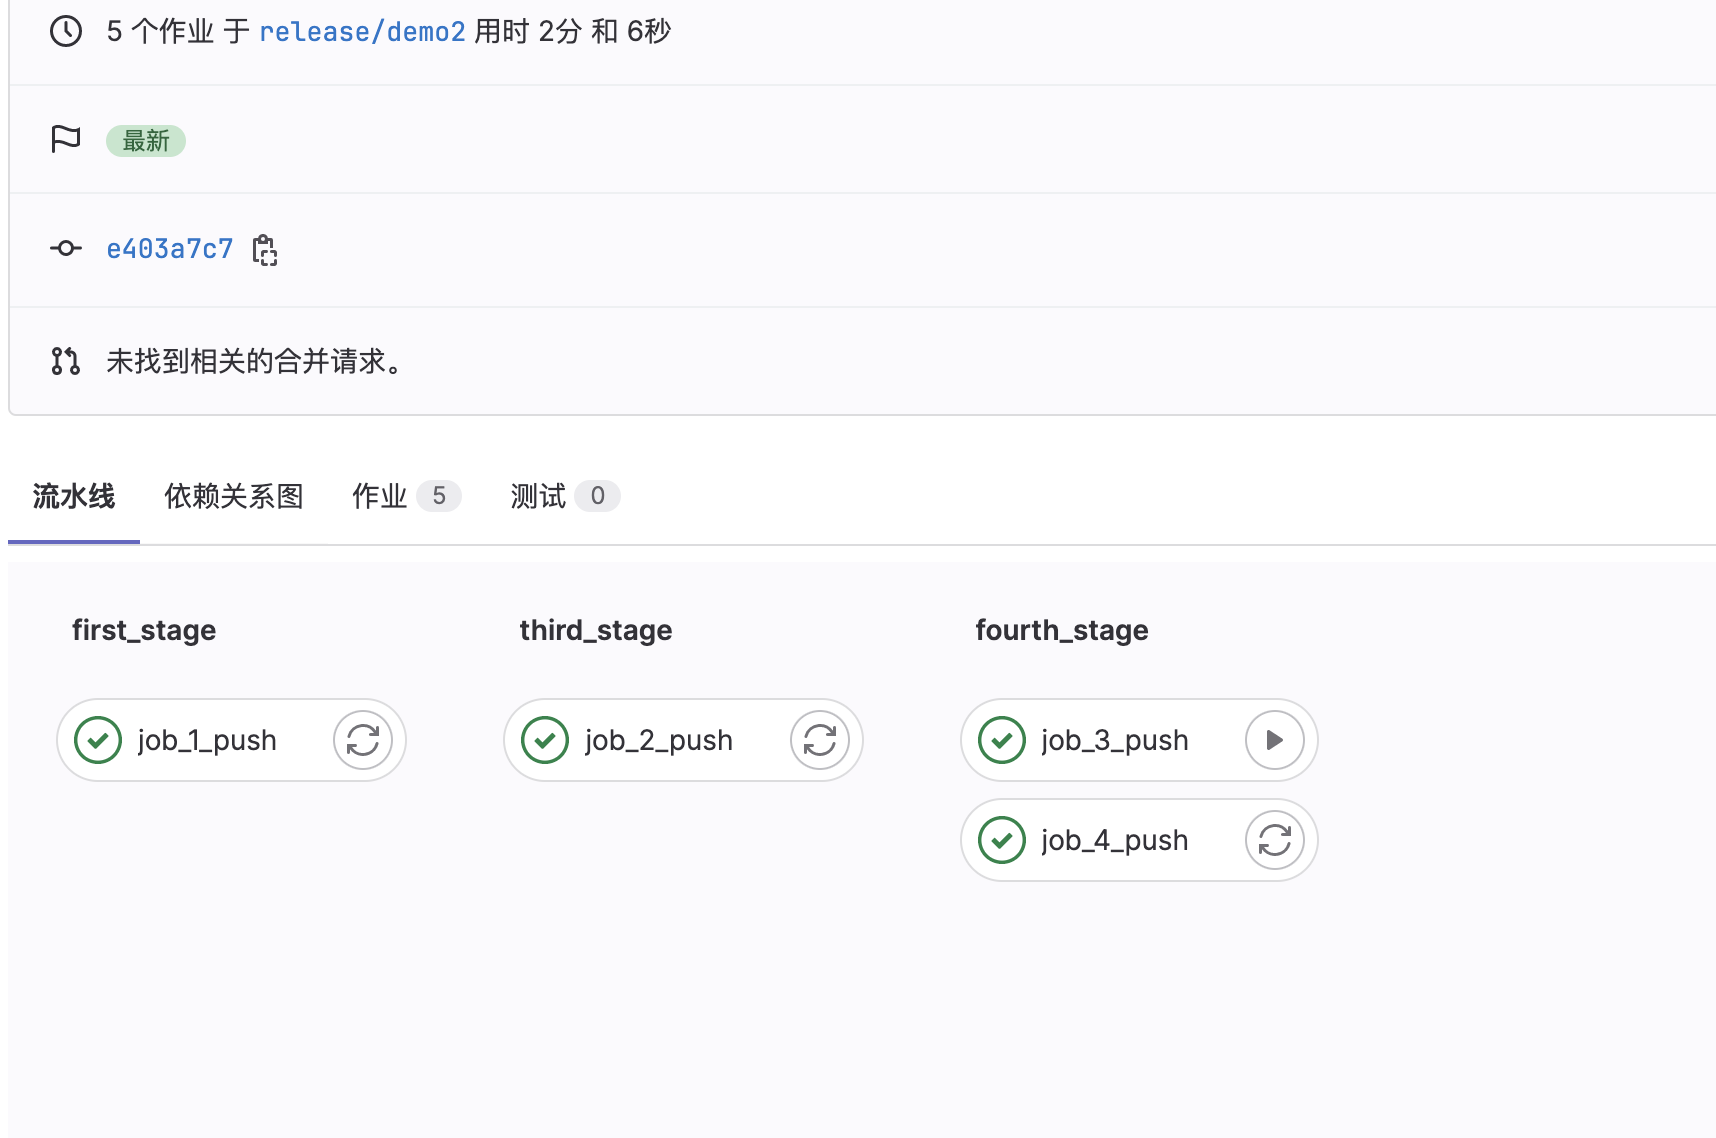 5 个作业 于 release/demo2 用时 2分 和 6秒
最新
e403a7c7
未找到相关的合并请求。
流水线 依赖关系图 作业 5 测试 0
first_stage third_stage fourth_stage
job_1_push job_2_push job_3_push
job_4_push